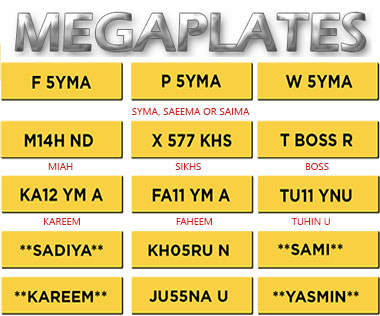 MEGAPLATES
F 5YMA P 5YMA W 5YMA
SYMA, SAEEMA OR SAIMA
M14H ND X 577 KHS T BOSS R
MIAH SIKHS BOSS
KA12 YM A FA11 YM A TU11 YNU
KAREEM FAHEEM TUHIN U
**SADIYA** KH05RU N **SAMI**
**KAREEM** JU55NA U **YASMIN**